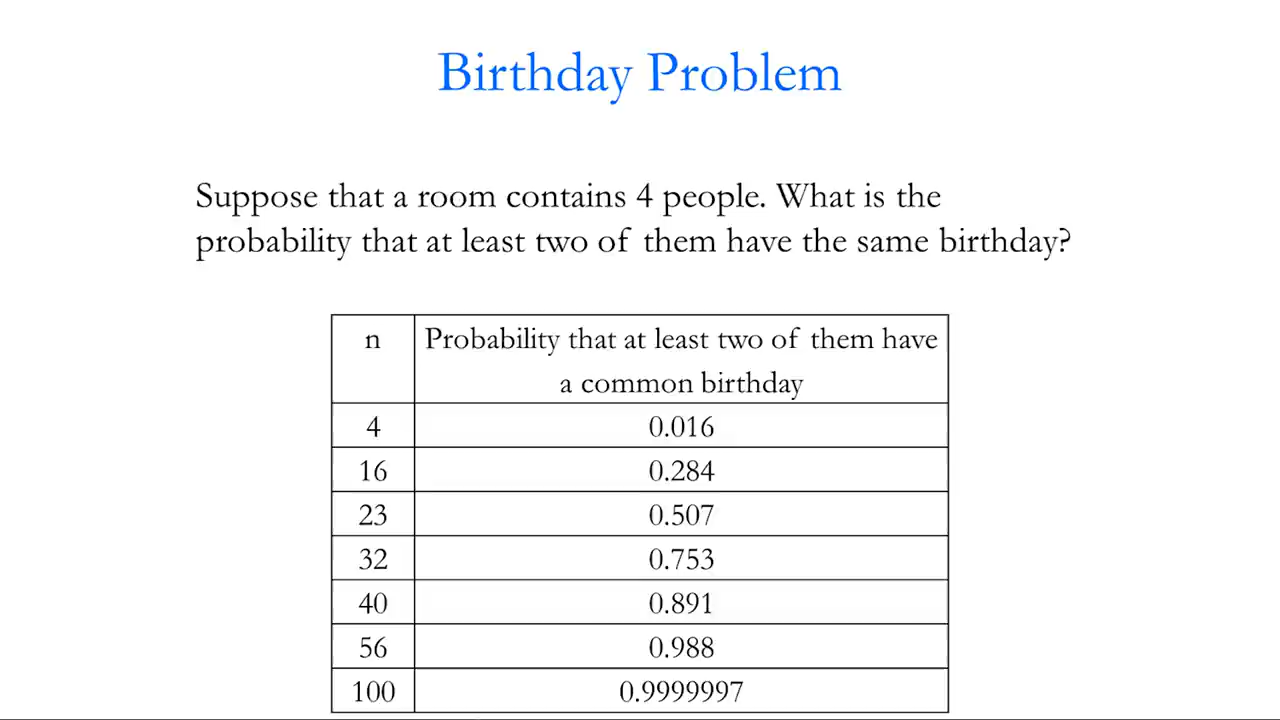 Birthday Problem
Suppose that a room contains 4 people. What is the
probability that at least two of them have the same birthday?
n Probability that at least two of them have
a common birthday
4 0.016
16 0.284
23 0.507
32 0.753
40 0.891
56 0.988
100 0.9999997